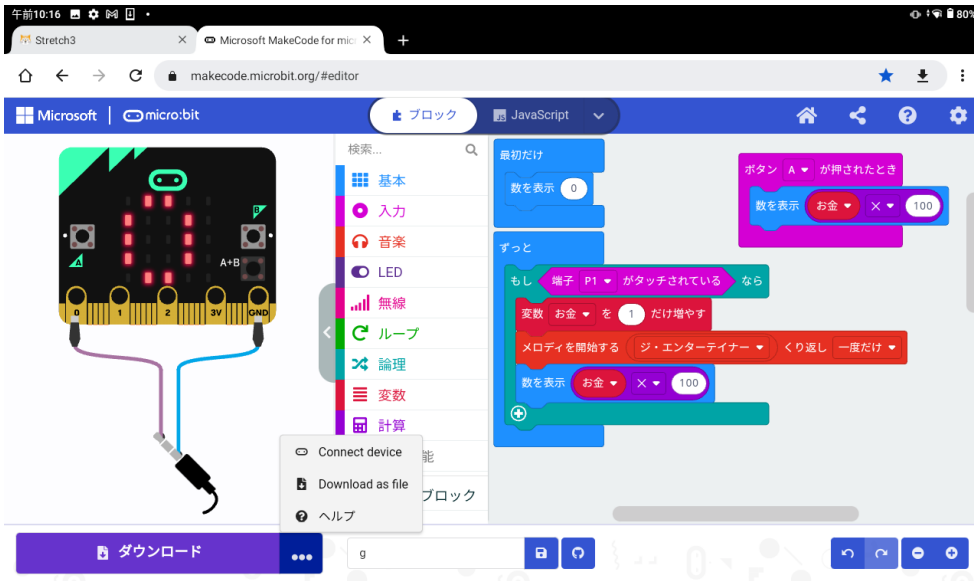 午前10:16
80%
Stretch3
Microsoft MakeCode for micr
makecode.microbit.org/#editor
Microsoft
micro:bit
ブロック
JS JavaScript
検索...
基本
入力
音楽
LED
無線
ループ
論理
変数
計算
能
ブロック
B
A
A+B
0 1 2 3V GND
最初だけ
数を表示 0
ずっと
もし 端子 P1 がタッチされている なら
変数 お金 を 1 だけ増やす
メロディを開始する ジ・エンターテイナー くり返し 一度だけ
数を表示 お金 × 100
ボタン A が押されたとき
数を表示 お金 × 100
Connect device
Download as file
ヘルプ
ダウンロード
g